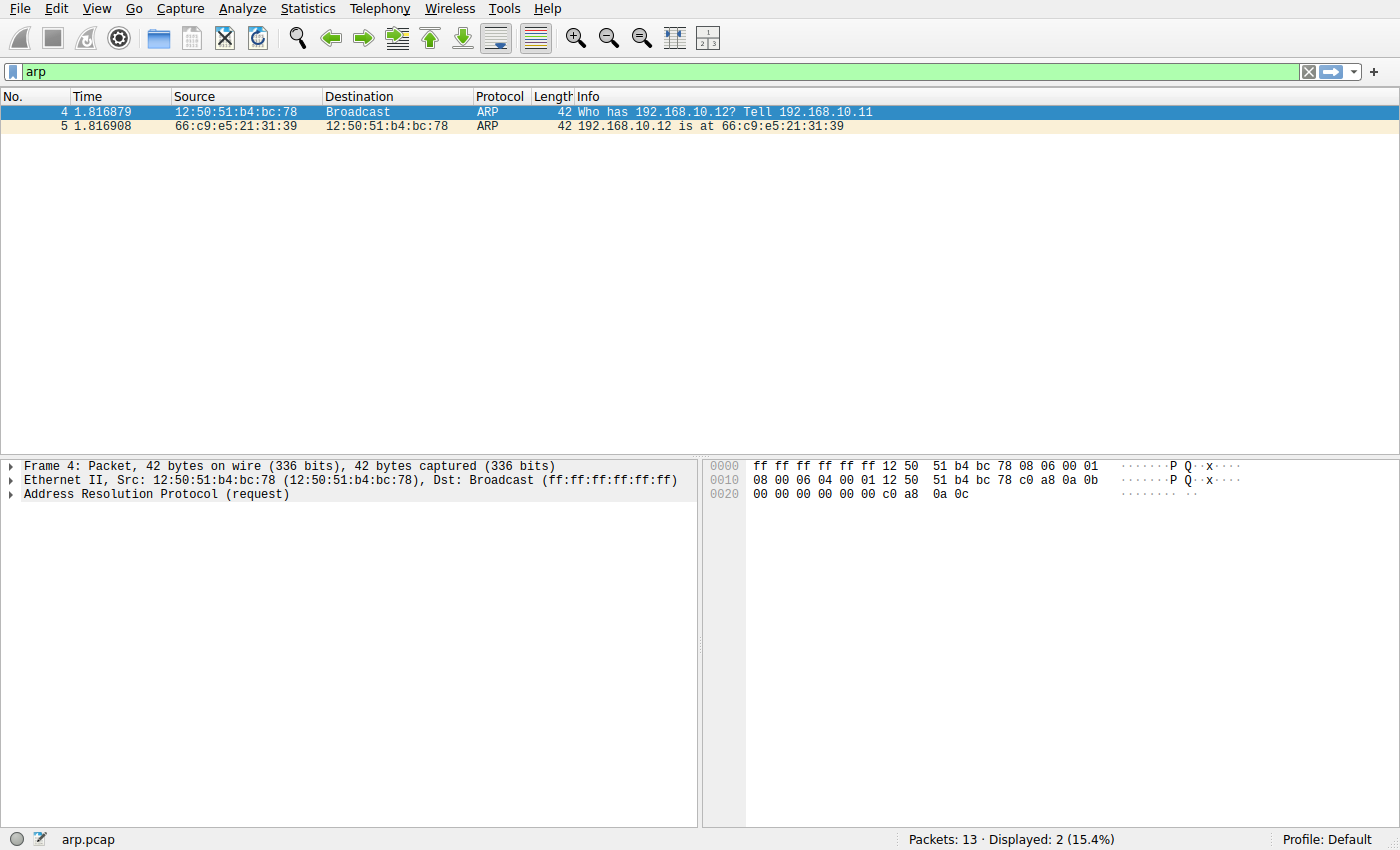 File Edit View Go Capture Analyze Statistics Telephony Wireless Tools Help
1
2 3
arp
No. Time Source Destination Protocol Length Info
4 1.816879 12:50:51:b4:bc:78 Broadcast ARP 42 Who has 192.168.10.12? Tell 192.168.10.11
5 1.816908 66:c9:e5:21:31:39 12:50:51:b4:bc:78 ARP 42 192.168.10.12 is at 66:c9:e5:21:31:39
Frame 4: Packet, 42 bytes on wire (336 bits), 42 bytes captured (336 bits)
Ethernet II, Src: 12:50:51:b4:bc:78 (12:50:51:b4:bc:78), Dst: Broadcast (ff:ff:ff:ff:ff:ff)
Address Resolution Protocol (request)
0000 ff ff ff ff ff ff 12 50 51 b4 bc 78 08 06 00 01 ·······P Q··x····
0010 08 00 06 04 00 01 12 50 51 b4 bc 78 c0 a8 0a 0b ·······P Q··x····
0020 00 00 00 00 00 00 c0 a8 0a 0c ········ ··
arp.pcap Packets: 13 · Displayed: 2 (15.4%) Profile: Default